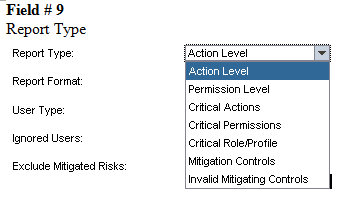 Field # 9
Report Type
Report Type: Action Level
Action Level
Report Format:
Permission Level
Critical Actions
User Type:
Critical Permissions
Ignored Users:
Critical Role/Profile
Mitigation Controls
Exclude Mitigated Risks:
Invalid Mitigating Controls